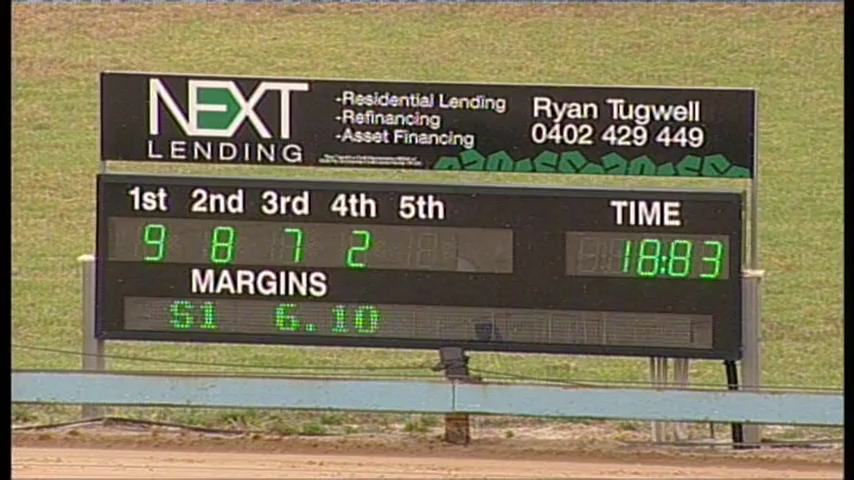 NEXT
LENDING
-Residential Lending
-Refinancing
-Asset Financing
Ryan Tugwell
0402 429 449
1st 2nd 3rd 4th 5th TIME
9 8 7 2 18:83
MARGINS
S1 6.10